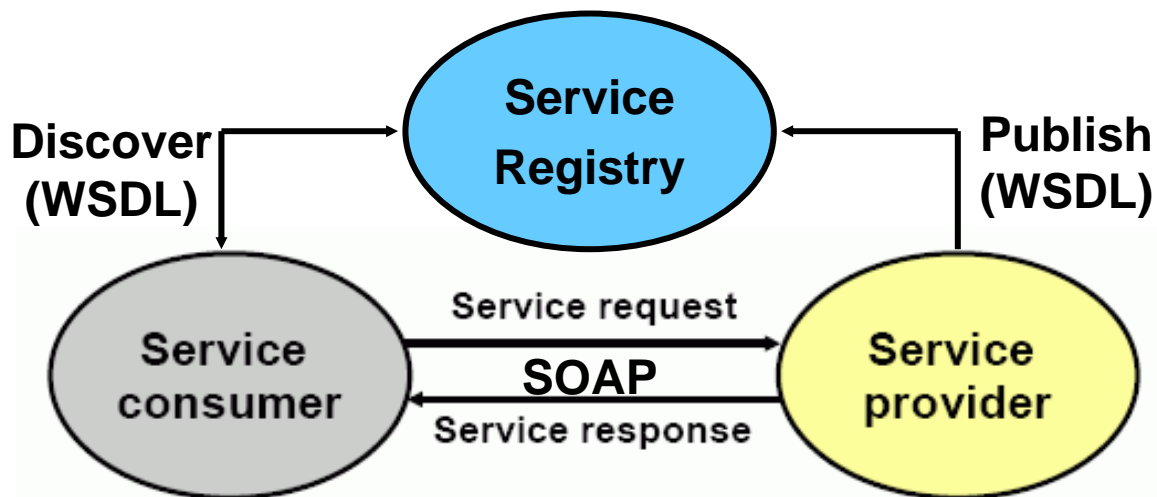 Service
Registry
Discover
(WSDL)
Publish
(WSDL)
Service request
SOAP
Service response
Service
consumer
Service
provider